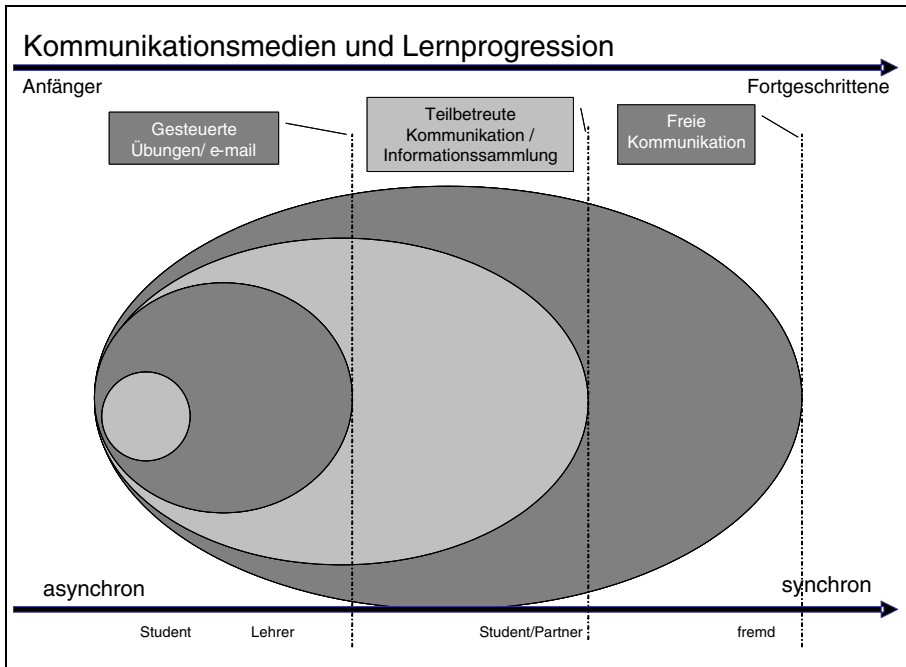 Kommunikationsmedien und Lernprogression
Anfänger
Fortgeschrittene
Gesteuerte
Übungen/ e-mail
Teilbetreute
Kommunikation /
Informationssammlung
Freie
Kommunikation
asynchron
synchron
Student
Lehrer
Student/Partner
fremd